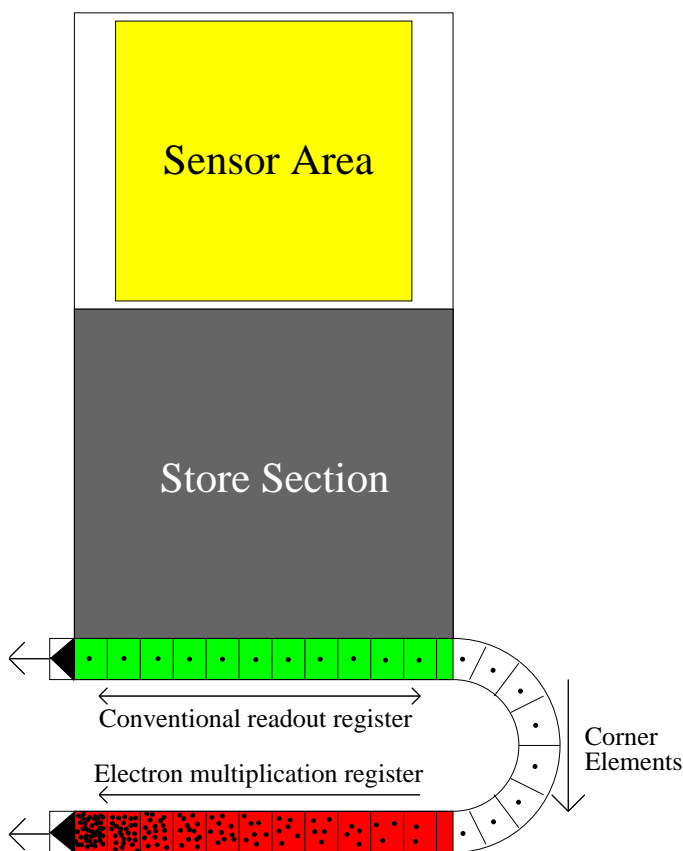 Sensor Area
Store Section
Conventional readout register
Electron multiplication register
Corner
Elements